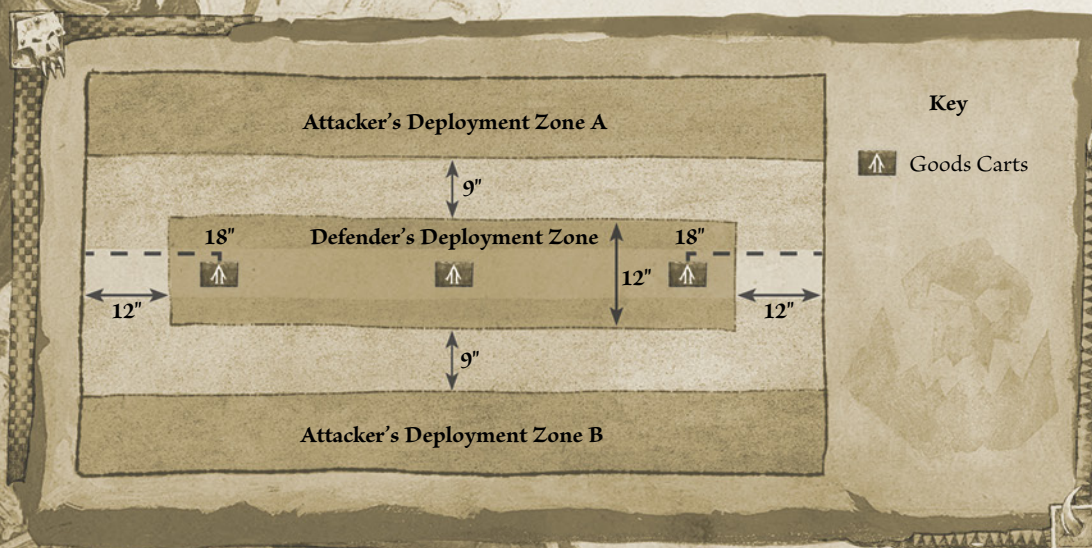 Attacker's Deployment Zone A
Key
Goods Carts
9"
18"
Defender's Deployment Zone
18"
12"
12"
12"
9"
Attacker's Deployment Zone B